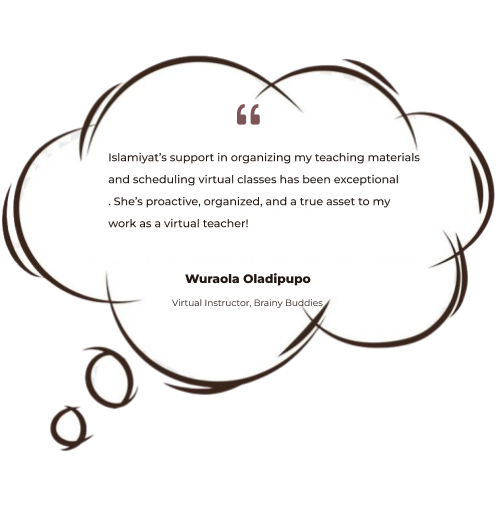 “
Islamiyat’s support in organizing my teaching materials
and scheduling virtual classes has been exceptional
. She’s proactive, organized, and a true asset to my
work as a virtual teacher!
Wuraola Oladipupo
Virtual Instructor, Brainy Buddies